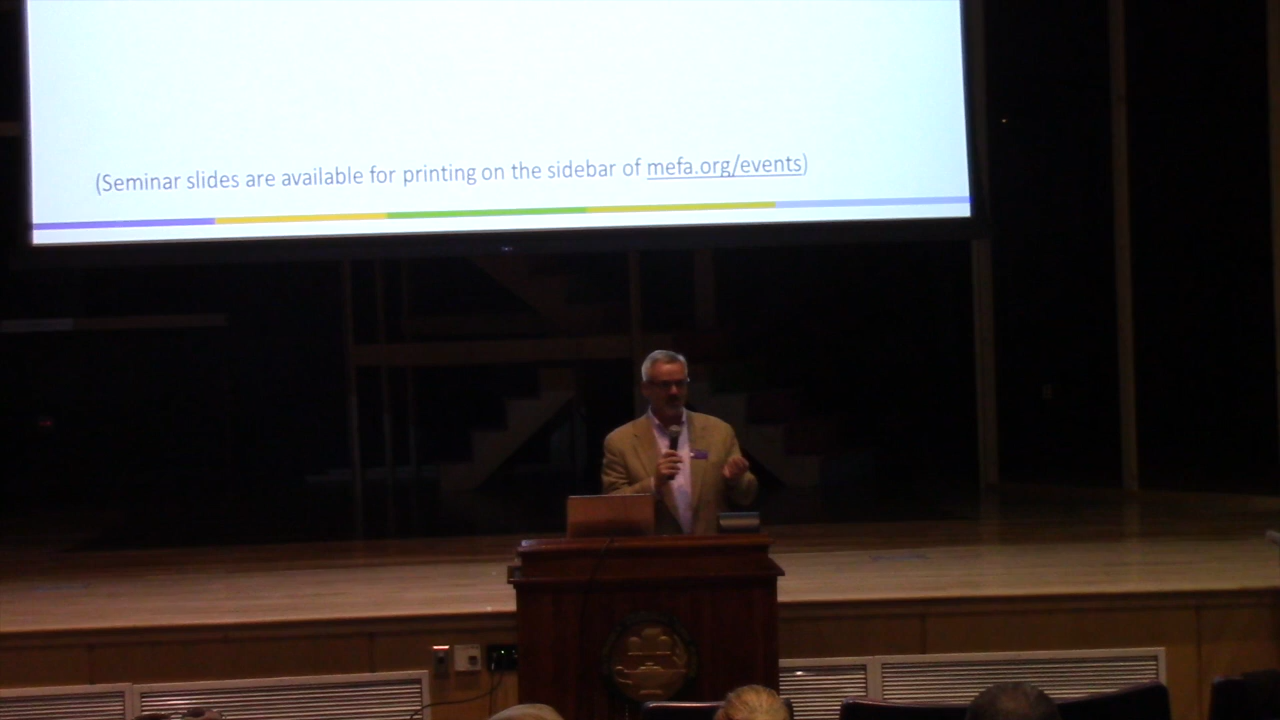 (Seminar slides are available for printing on the sidebar of mefa.org/events)